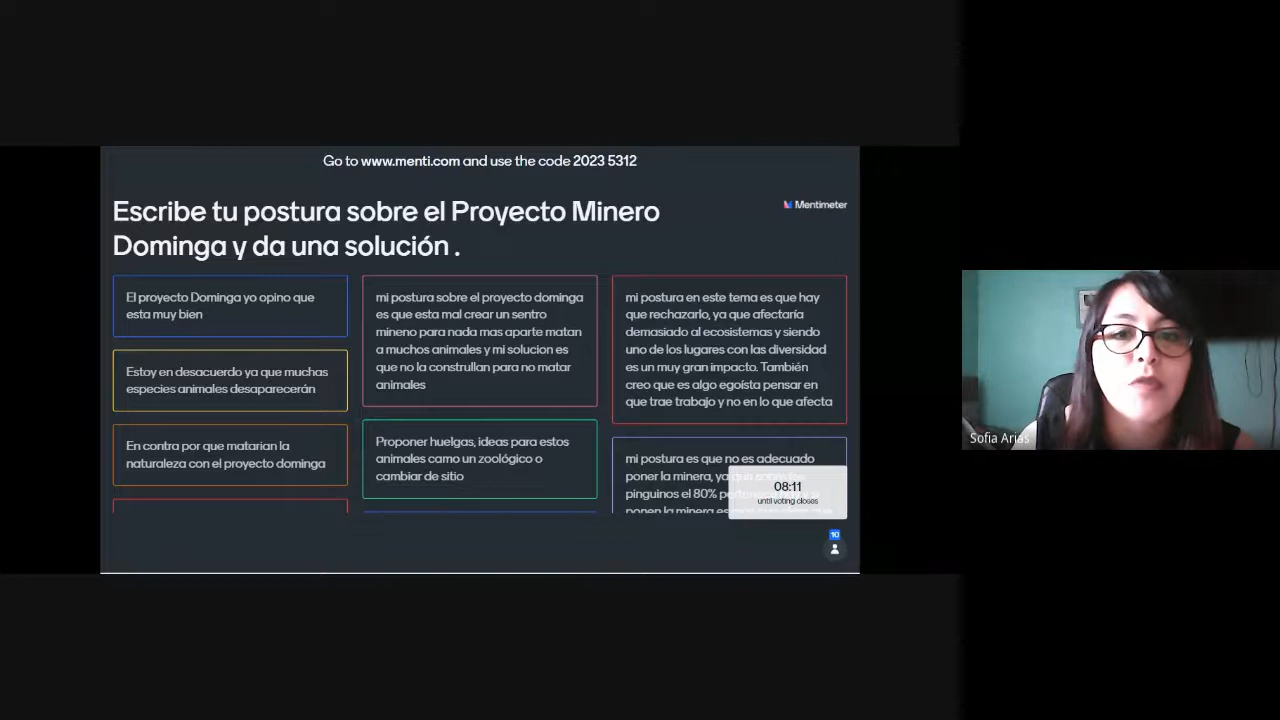 Go to www.menti.com and use the code 2023 5312
Escribe tu postura sobre el Proyecto Minero
Dominga y da una solución .
Mentimeter
El proyecto Dominga yo opino que
esta muy bien
Estoy en desacuerdo ya que muchas
especies animales desaparecerán
En contra por que matarian la
naturaleza con el proyecto dominga
mi postura sobre el proyecto dominga
es que esta mal crear un sentro
mineno para nada mas aparte matan
a muchos animales y mi solucion es
que no la construllan para no matar
animales
Proponer huelgas, ideas para estos
animales camo un zoológico o
cambiar de sitio
mi postura en este tema es que hay
que rechazarlo, ya que afectaría
demasiado al ecosistemas y siendo
uno de los lugares con las diversidad
es un muy gran impacto. También
creo que es algo egoísta pensar en
que trae trabajo y no en lo que afecta
mi postura es que no es adecuado
poner la minera, ya que
pinguinos el 80%
ponen la minera es
08:11
until voting closes
10
Sofia Arias